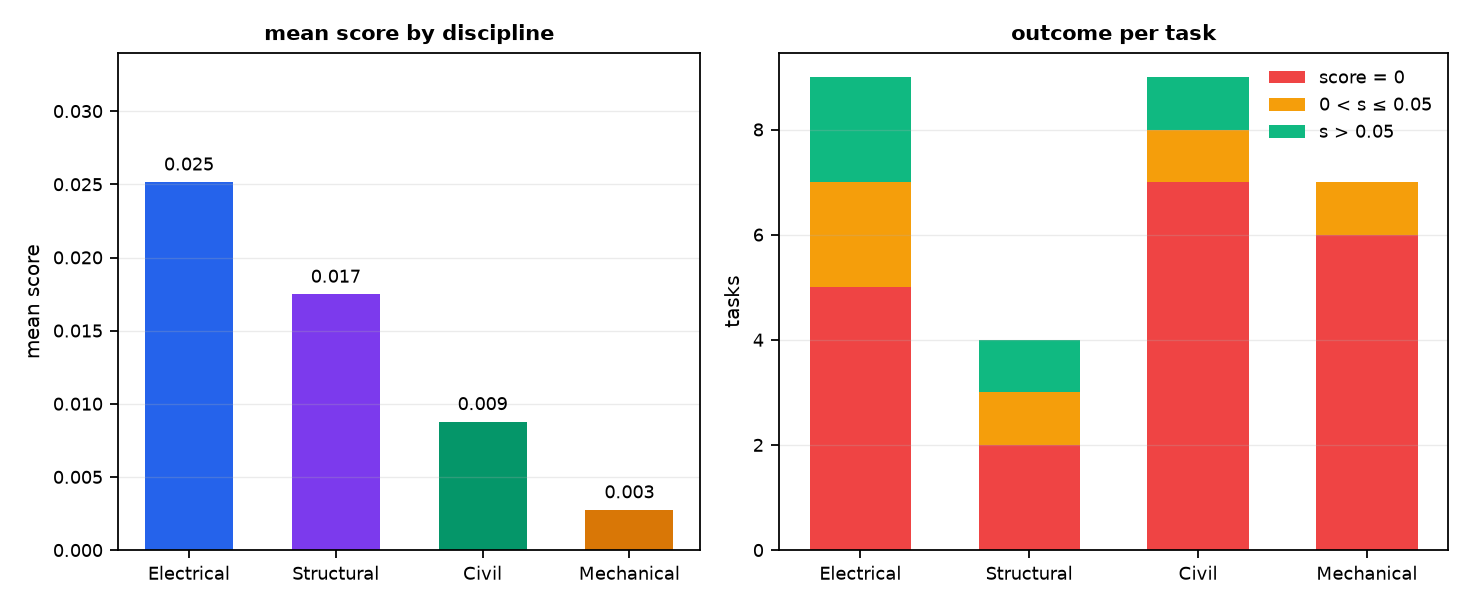 mean score by discipline
mean score
0.030
0.025
0.020
0.015
0.010
0.005
0.000
0.025
0.017
0.009
0.003
Electrical
Structural
Civil
Mechanical
outcome per task
tasks
8
6
4
2
0
score = 0
0 < s ≤ 0.05
s > 0.05
Electrical
Structural
Civil
Mechanical